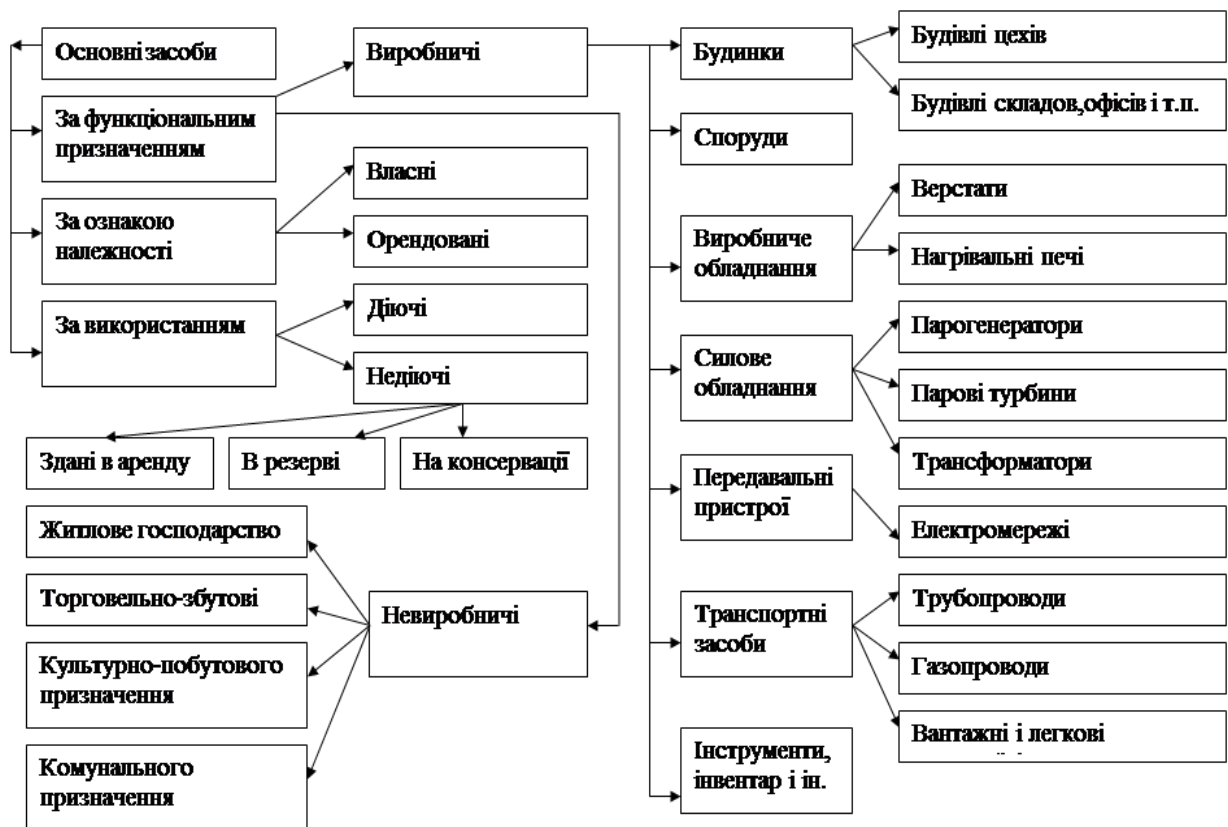 Основні засоби
За функціональним
призначенням
За ознакою
належності
За використанням
Виробничі
Власні
Орендовані
Діючі
Недіючі
Здані в аренду
В резерві
На консервації
Житлове господарство
Торговельно-збутові
Культурно-побутового
призначення
Комунального
призначення
Невиробничі
Будинки
Споруди
Виробниче
обладнання
Силове
обладнання
Передавальні
пристрої
Транспортні
засоби
Інструменти,
інвентар і ін.
Будівлі цехів
Будівлі складов,офісів і т.п.
Верстати
Нагрівальні печі
Парогенератори
Парові турбини
Трансформатори
Електромережі
Трубопроводи
Газопроводи
Вантажні і легкові